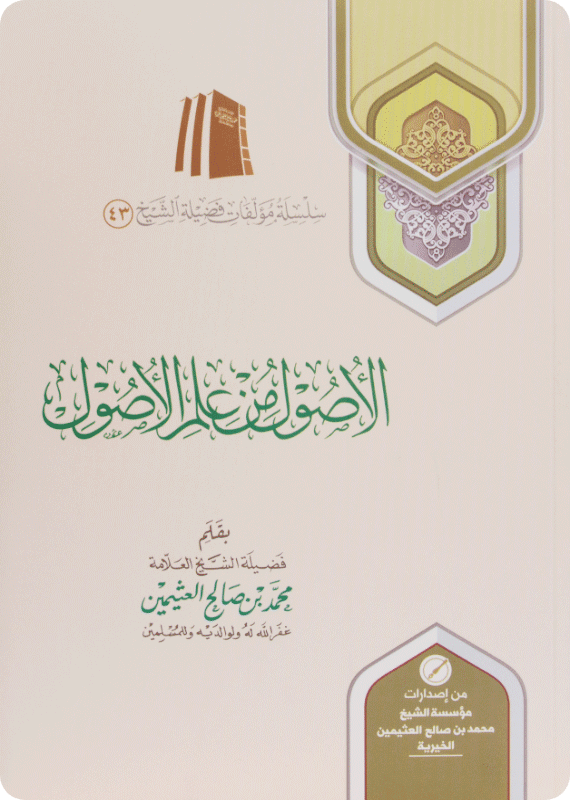 سلسلة مؤلفات فضيلة الشيخ (٤٣)
الأصول من علم الأصول
بقلم
فضيلة الشيخ العلامة
محمد بن صالح العثيمين
غفر الله له ولوالديه وللمسلمين
من إصدارات
مؤسسة الشيخ
محمد بن صالح العثيمين
الخيرية